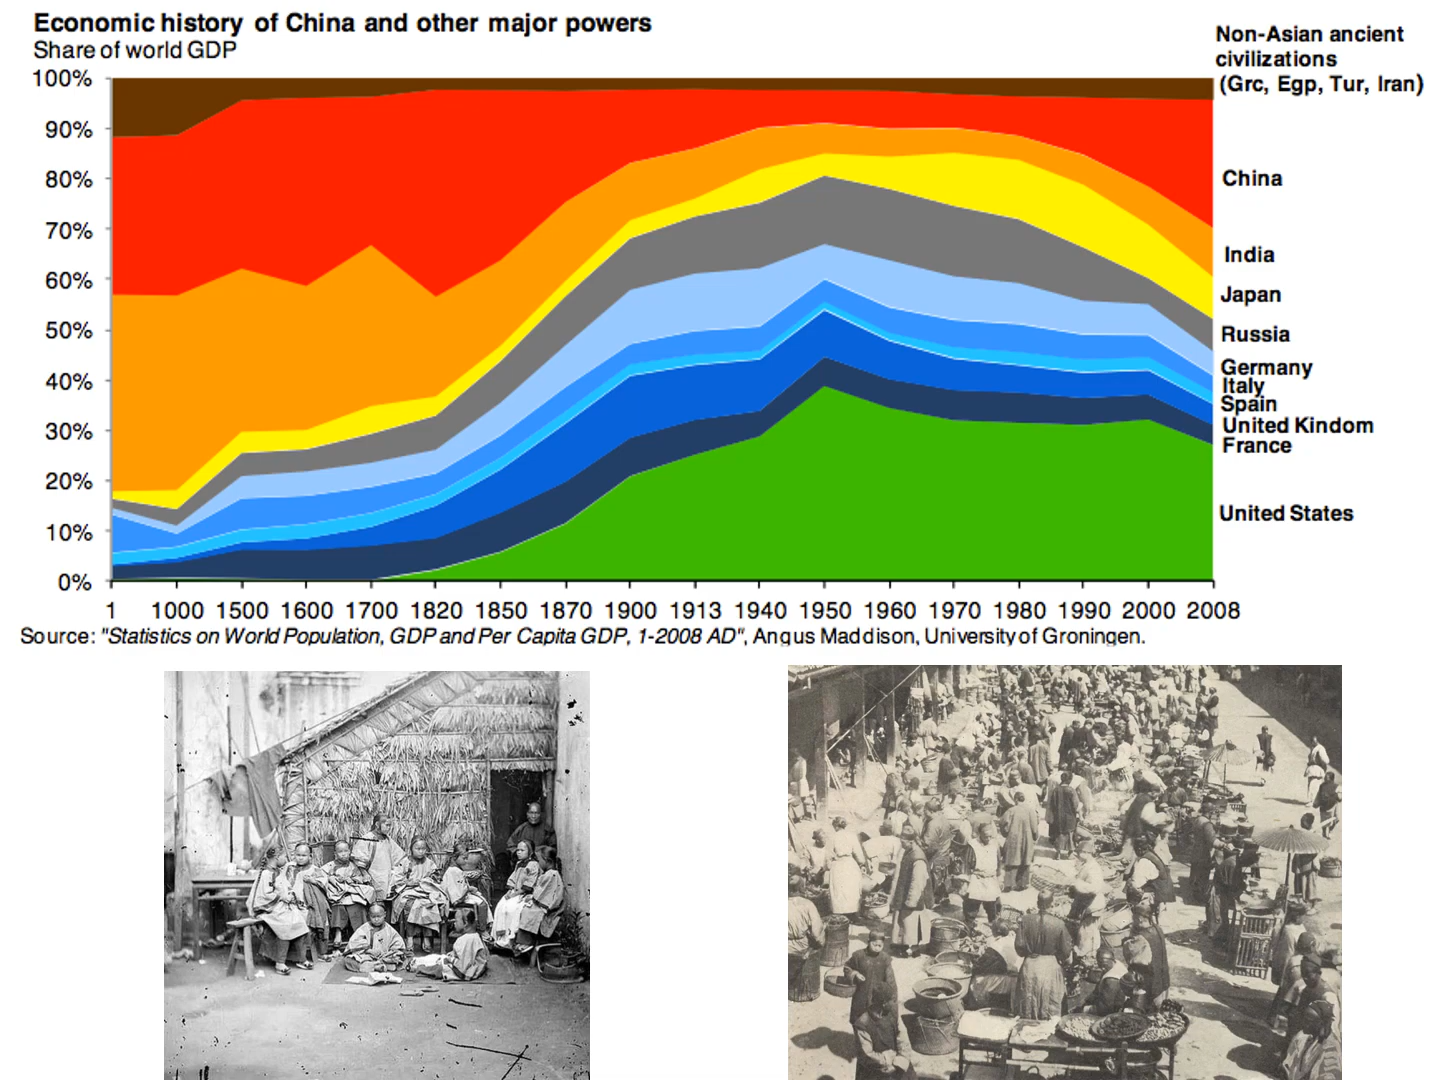 Economic history of China and other major powers
Share of world GDP
Non-Asian ancient
civilizations
(Grc, Egp, Tur, Iran)
100%
90%
80%
70%
60%
50%
40%
30%
20%
10%
0%
China
India
Japan
Russia
Germany
Italy
Spain
United Kindom
France
United States
1 1000 1500 1600 1700 1820 1850 1870 1900 1913 1940 1950 1960 1970 1980 1990 2000 2008
Source: "Statistics on World Population, GDP and Per Capita GDP, 1-2008 AD", Angus Maddison, University of Groningen.